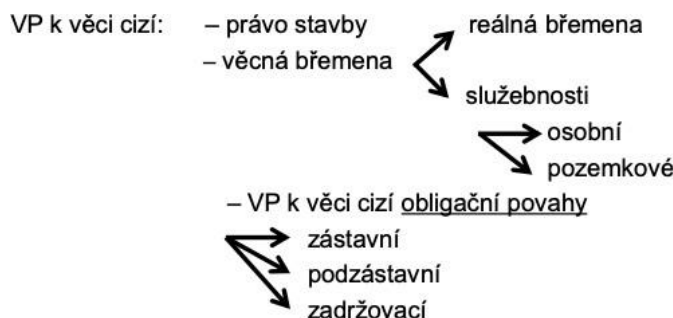 VP k věci cizí: – právo stavby reálná břemena
– věcná břemena
služebnosti
osobní
pozemkové
– VP k věci cizí obligační povahy
zástavní
podzástavní
zadržovací